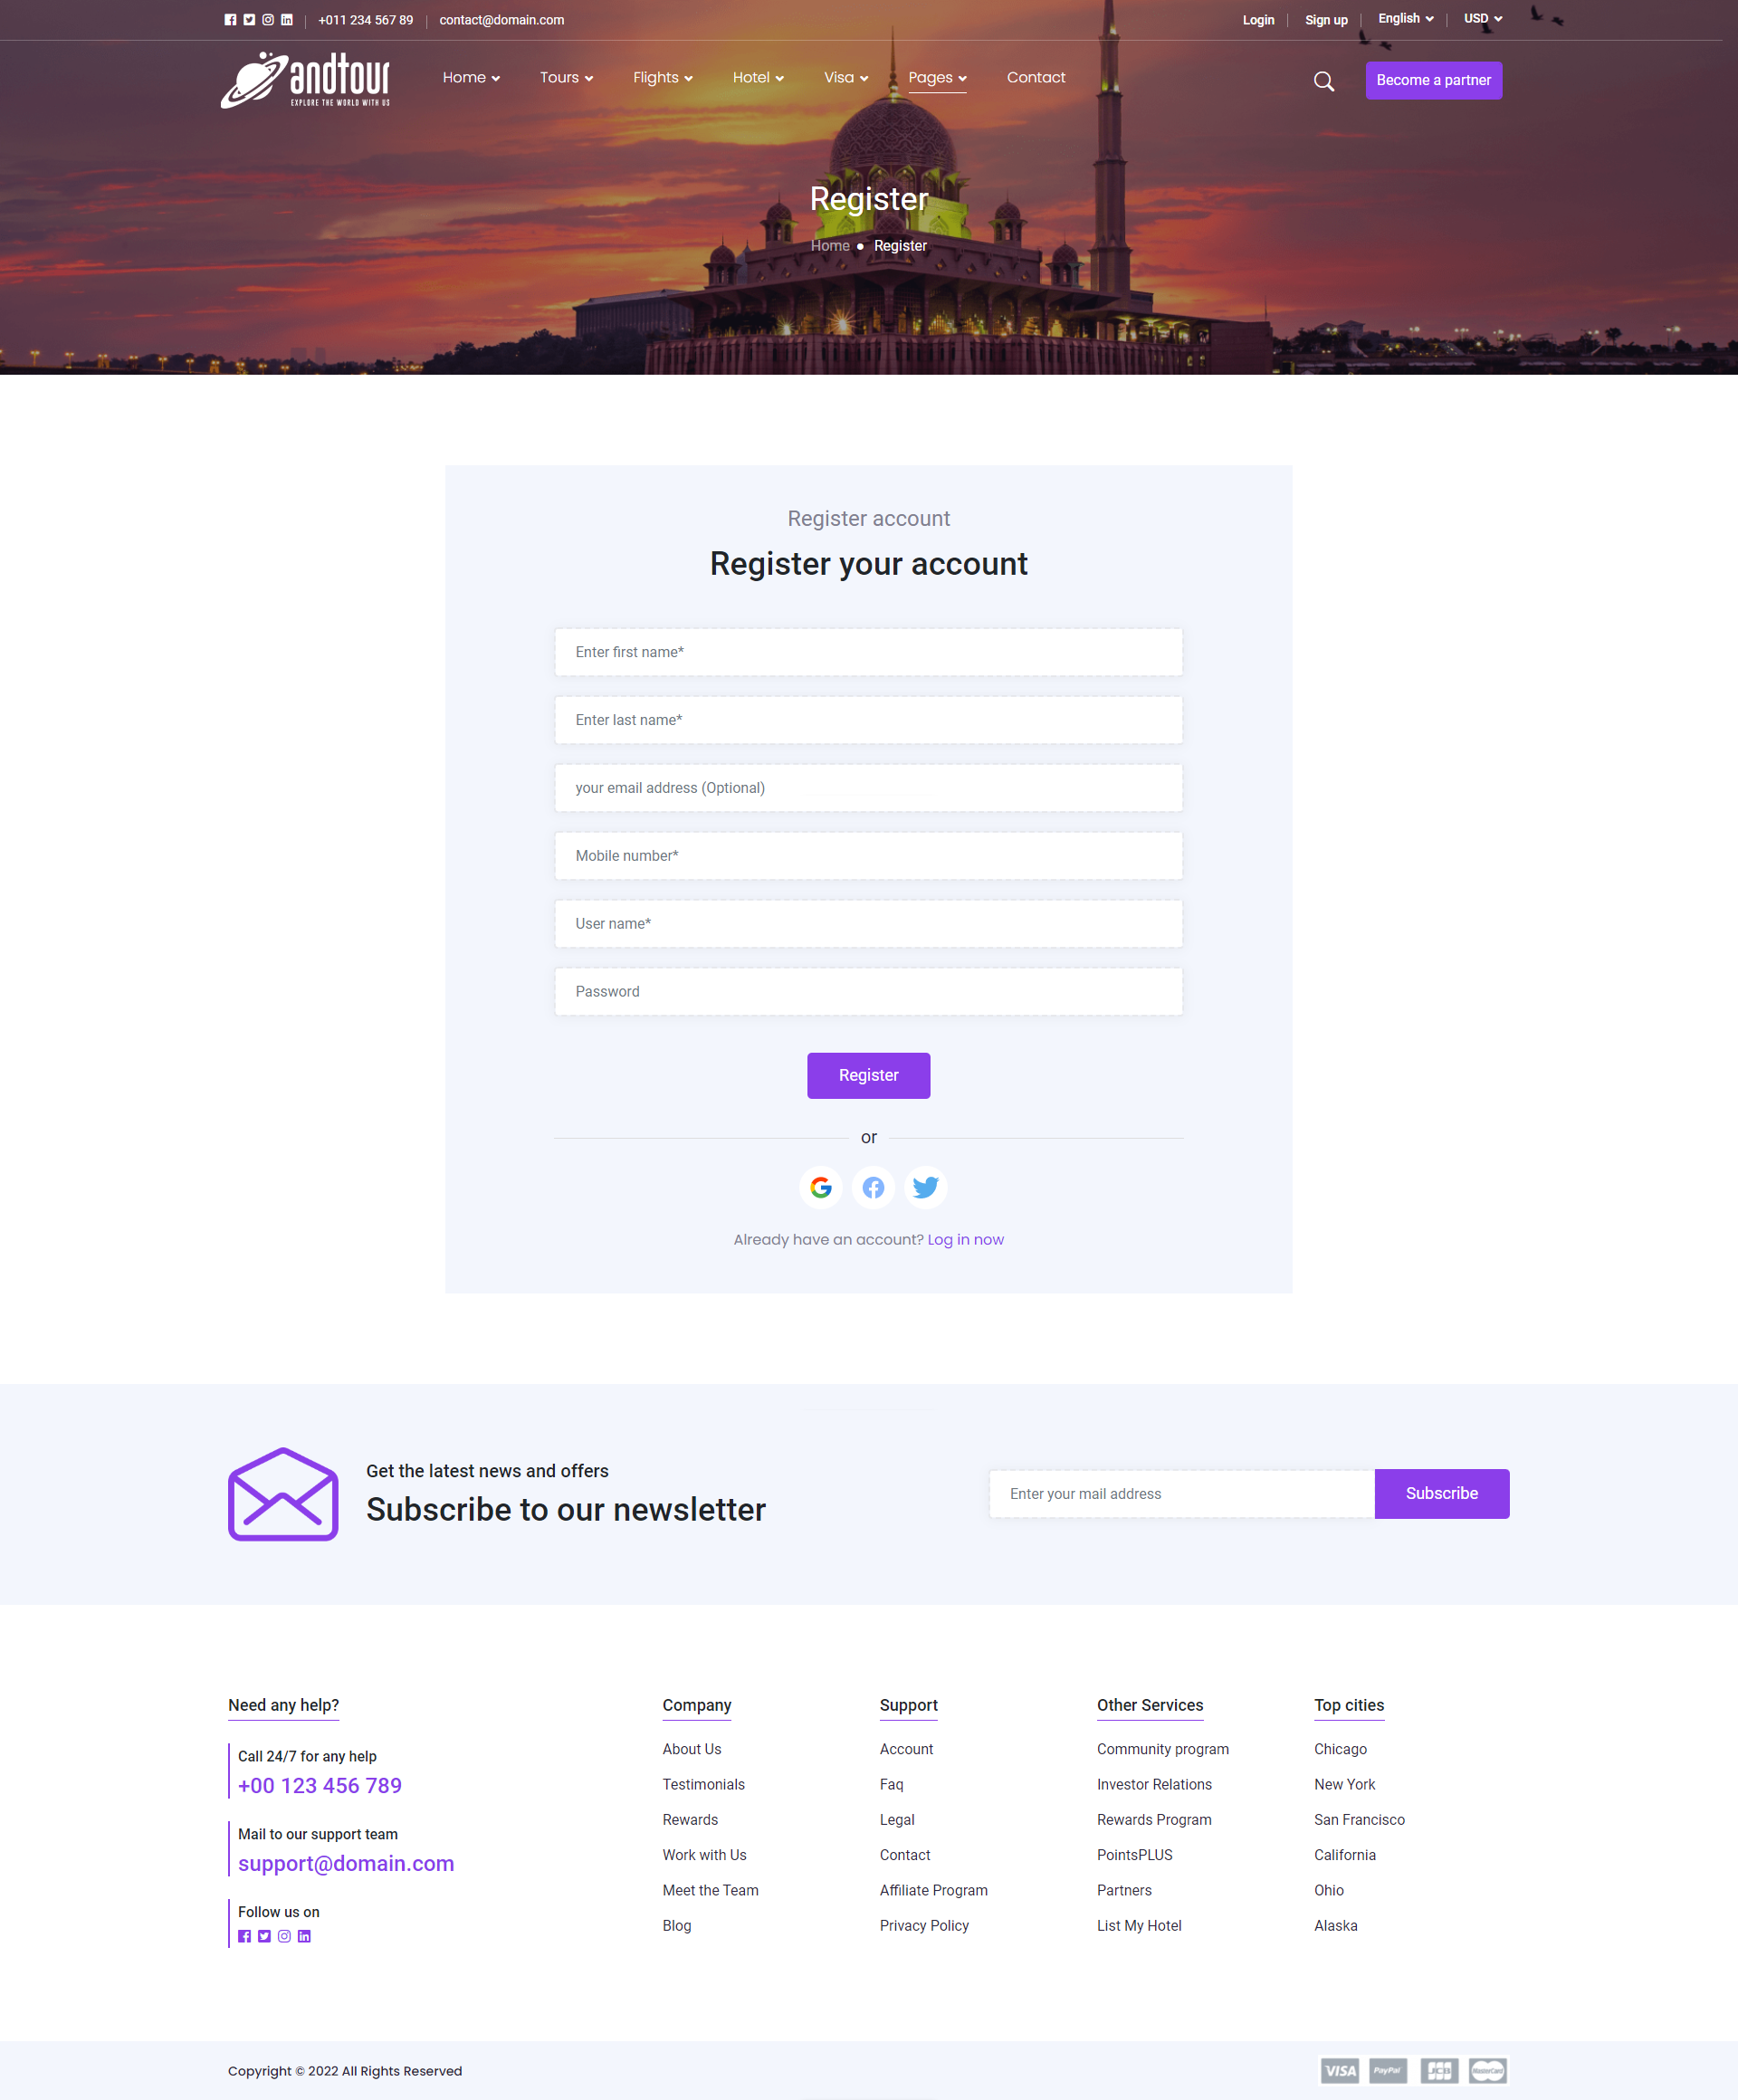 +011 234 567 89 contact@domain.com Login Sign up English USD
andtour
EXPLORE THE WORLD WITH US
Home Tours Flights Hotel Visa Pages Contact Become a partner
Register
Home Register
Register account
Register your account
Enter first name*
Enter last name*
your email address (Optional)
Mobile number*
User name*
Password
Register
or
Already have an account? Log in now
Get the latest news and offers
Subscribe to our newsletter
Enter your mail address
Subscribe
Need any help?
Call 24/7 for any help
+00 123 456 789
Mail to our support team
support@domain.com
Follow us on
Company
About Us
Testimonials
Rewards
Work with Us
Meet the Team
Blog
Support
Account
Faq
Legal
Contact
Affiliate Program
Privacy Policy
Other Services
Community program
Investor Relations
Rewards Program
PointsPLUS
Partners
List My Hotel
Top cities
Chicago
New York
San Francisco
California
Ohio
Alaska
Copyright © 2022 All Rights Reserved
VISA PayPal JCB MasterCard